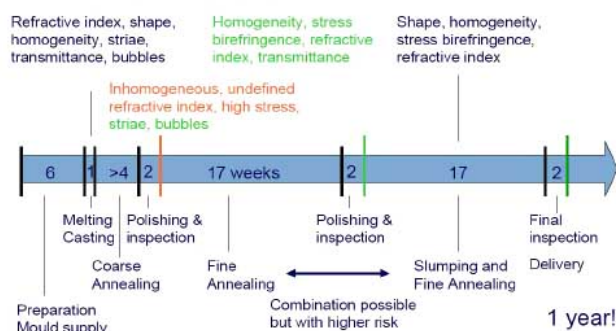 Refractive index, shape,
homogeneity, striae,
transmittance, bubbles
Homogeneity, stress
birefringence, refractive
index, transmittance
Shape, homogeneity,
stress birefringence,
refractive index
Inhomogeneous, undefined
refractive index, high stress,
striae, bubbles
6 1 >4 2 17 weeks 2 17 2
Melting
Casting
Polishing &
inspection
Polishing &
inspection
Final
inspection
Coarse
Annealing
Fine
Annealing
Slumping and
Fine Annealing
Delivery
Preparation
Mould supply
Combination possible
but with higher risk
1 year!